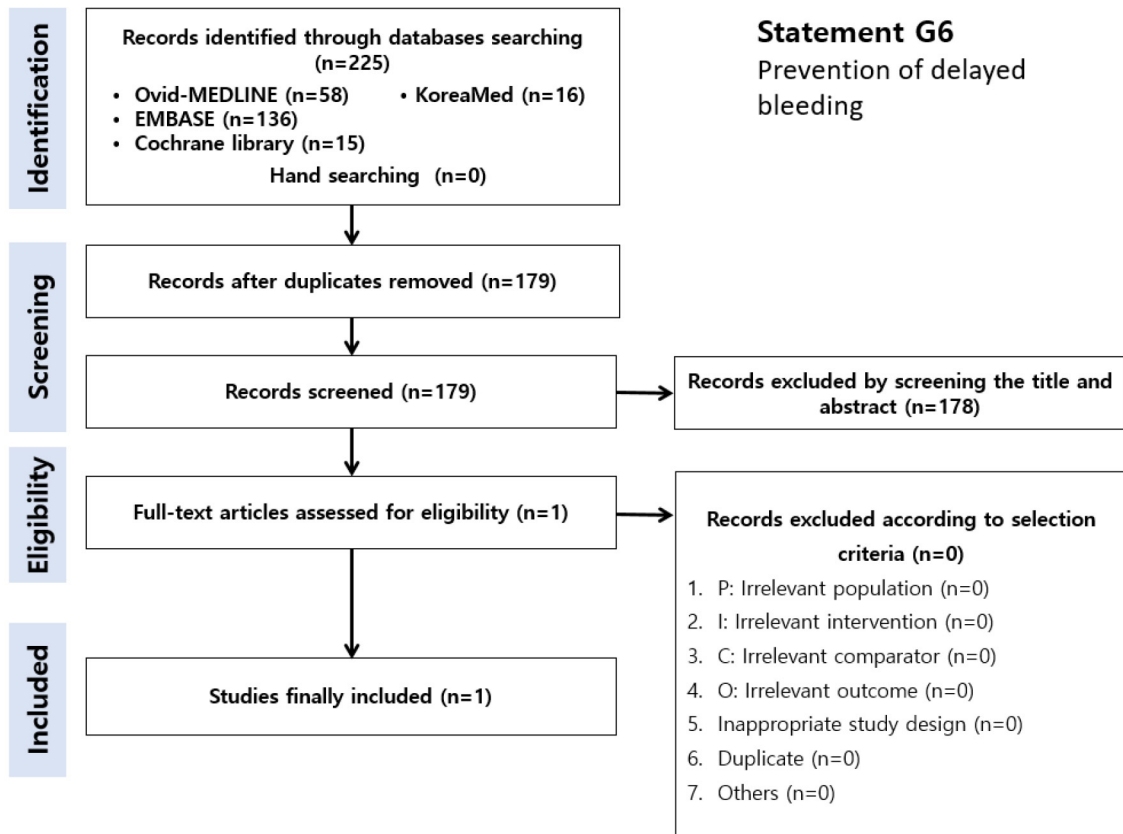 Statement G6
Prevention of delayed
bleeding
Identification
Records identified through databases searching
(n=225)
• Ovid-MEDLINE (n=58) • KoreaMed (n=16)
• EMBASE (n=136)
• Cochrane library (n=15)
Hand searching (n=0)
Screening
Records after duplicates removed (n=179)
Records screened (n=179)
Records excluded by screening the title and
abstract (n=178)
Eligibility
Full-text articles assessed for eligibility (n=1)
Records excluded according to selection
criteria (n=0)
1. P: Irrelevant population (n=0)
2. I: Irrelevant intervention (n=0)
3. C: Irrelevant comparator (n=0)
4. O: Irrelevant outcome (n=0)
5. Inappropriate study design (n=0)
6. Duplicate (n=0)
7. Others (n=0)
Included
Studies finally included (n=1)